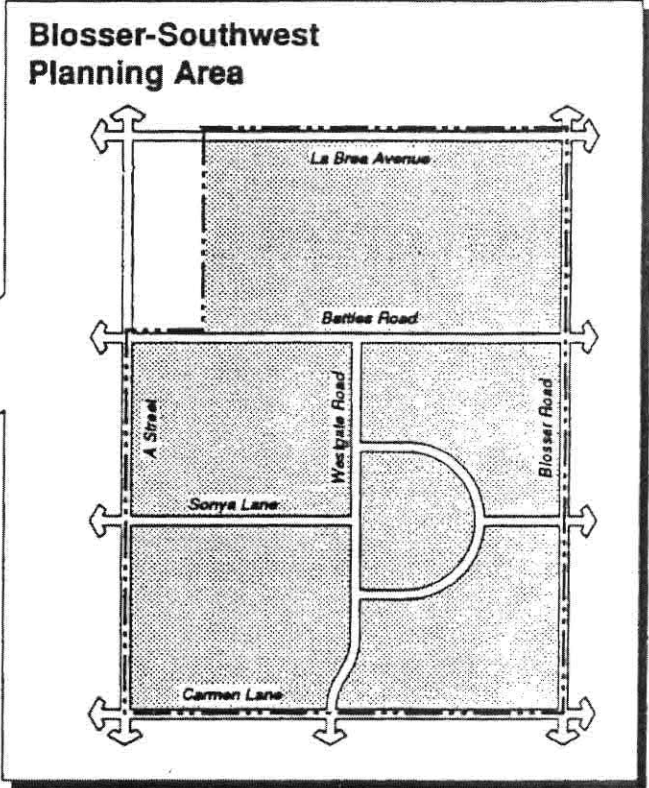 Blosser-Southwest
Planning Area
La Brea Avenue
Battles Road
A Street
Westgate Road
Blosser Road
Sonya Lane
Carmen Lane